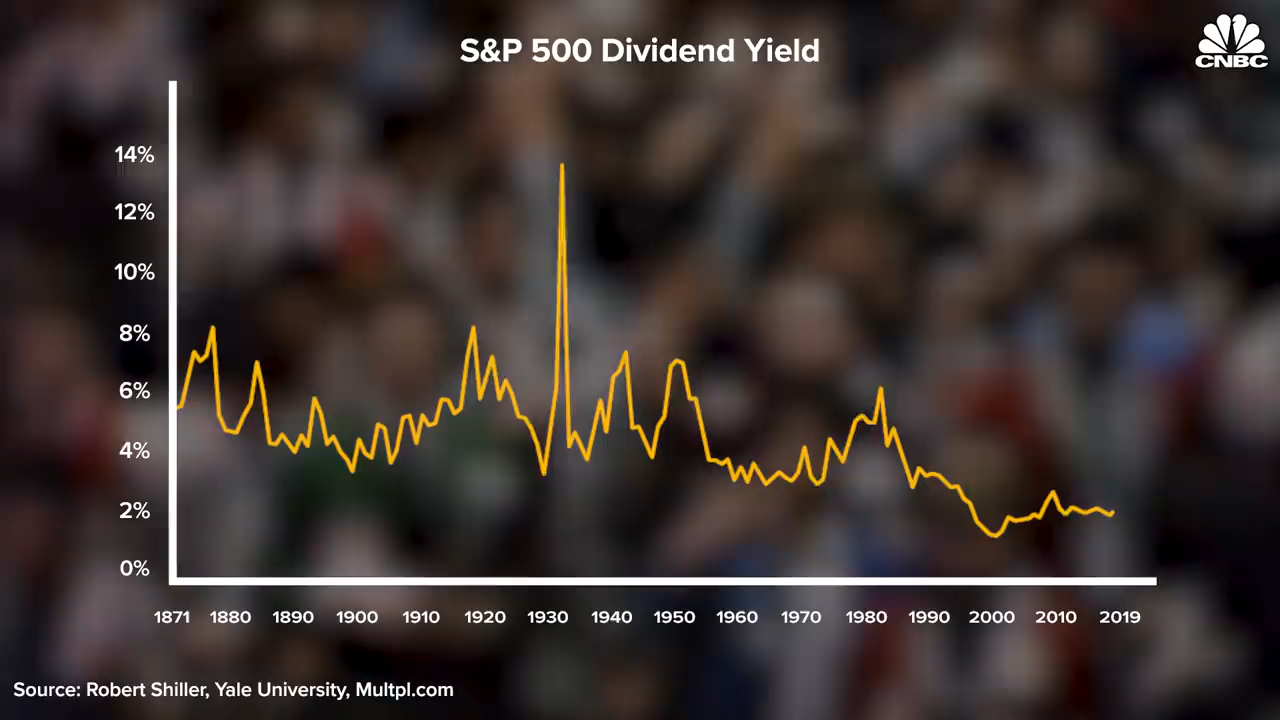 S&P 500 Dividend Yield
CNBC
14%
12%
10%
8%
6%
4%
2%
0%
1871 1880 1890 1900 1910 1920 1930 1940 1950 1960 1970 1980 1990 2000 2010 2019
Source: Robert Shiller, Yale University, Multpl.com